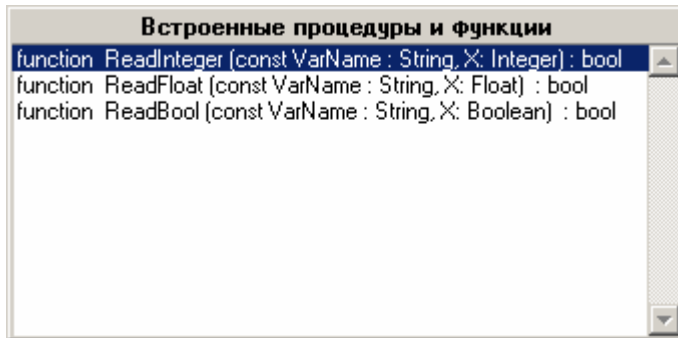 Встроенные процедуры и функции
function ReadInteger (const VarName : String, X: Integer) : bool
function ReadFloat (const VarName : String, X: Float) : bool
function ReadBool (const VarName : String, X: Boolean) : bool